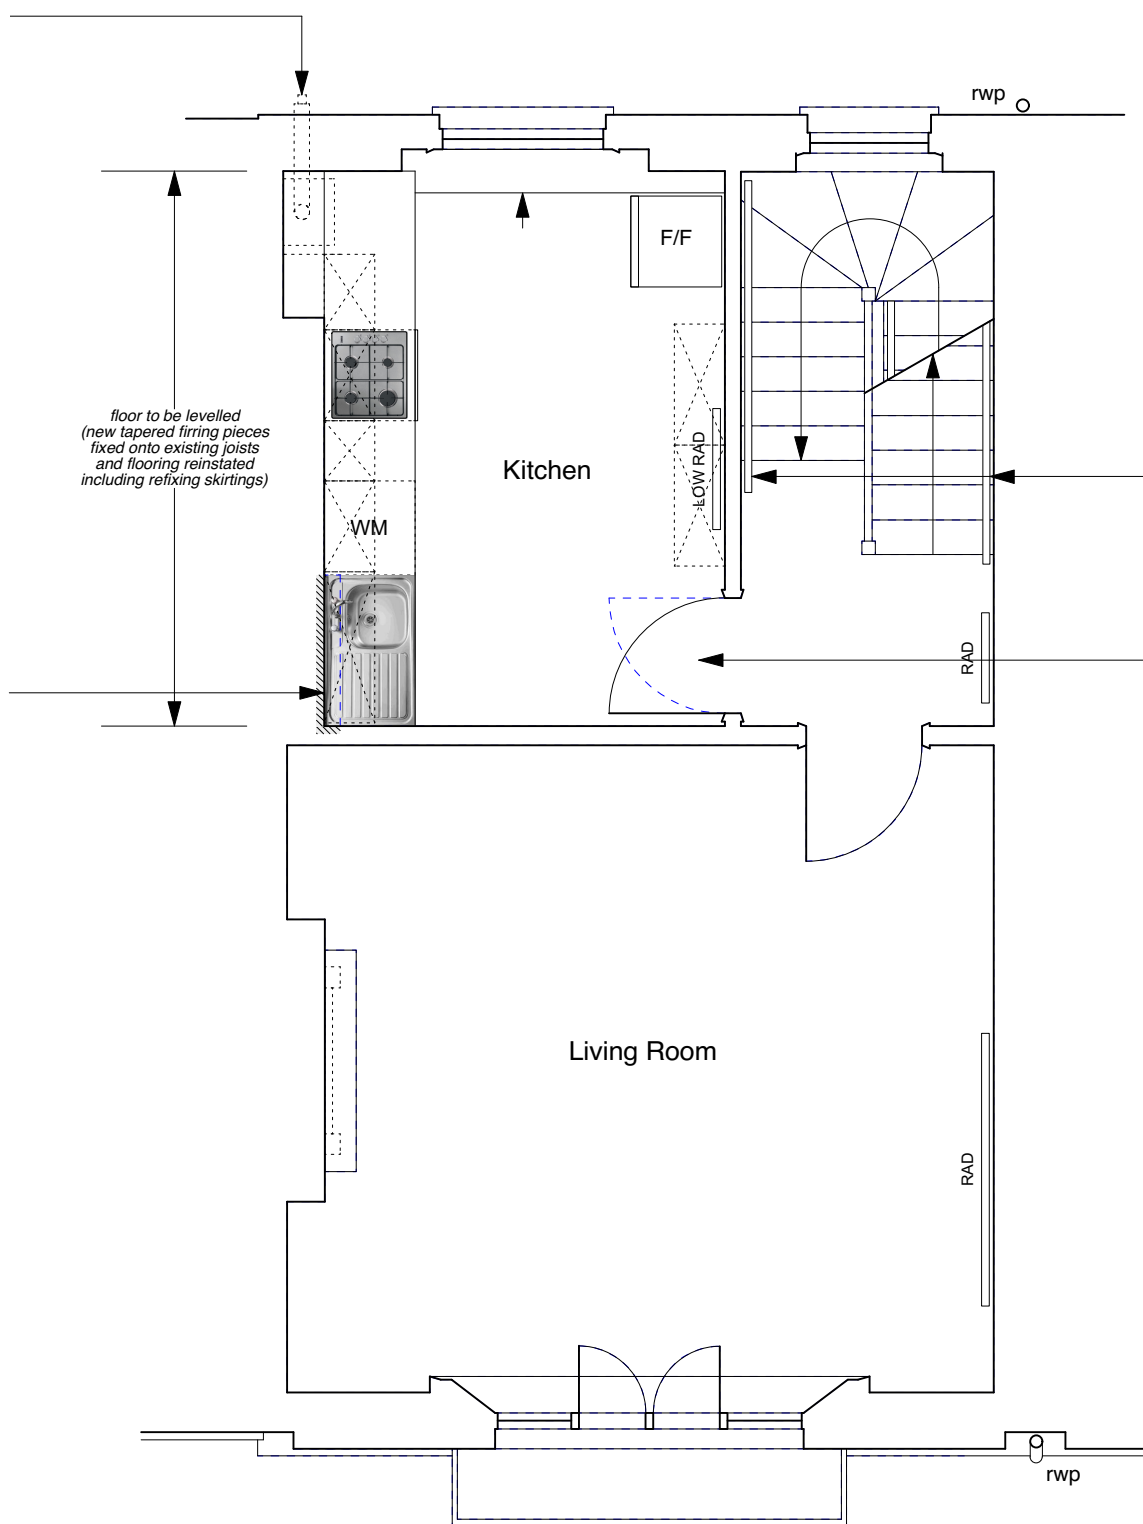 rwp
F/F
floor to be levelled
(new tapered firring pieces
fixed onto existing joists
and flooring reinstated
including refixing skirtings)
Kitchen
LOW RAD
WM
RAD
Living Room
RAD
rwp